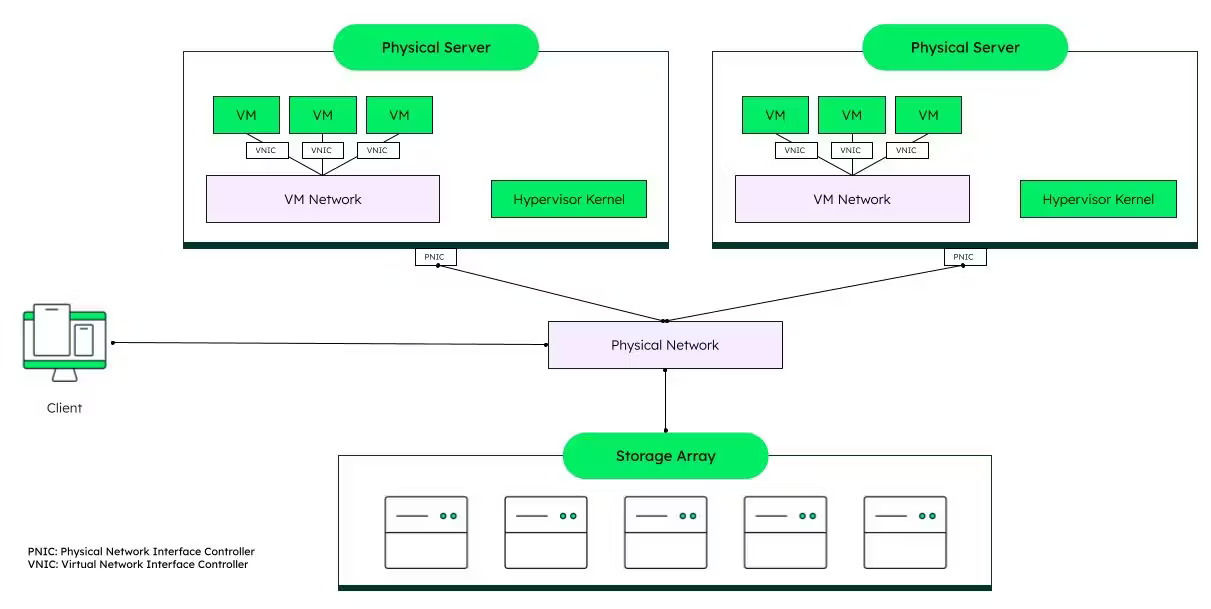 Physical Server
Physical Server
VM VM VM
VM VM VM
VNIC VNIC VNIC
VNIC VNIC VNIC
VM Network
Hypervisor Kernel
VM Network
Hypervisor Kernel
PNIC
PNIC
Physical Network
Client
Storage Array
PNIC: Physical Network Interface Controller
VNIC: Virtual Network Interface Controller